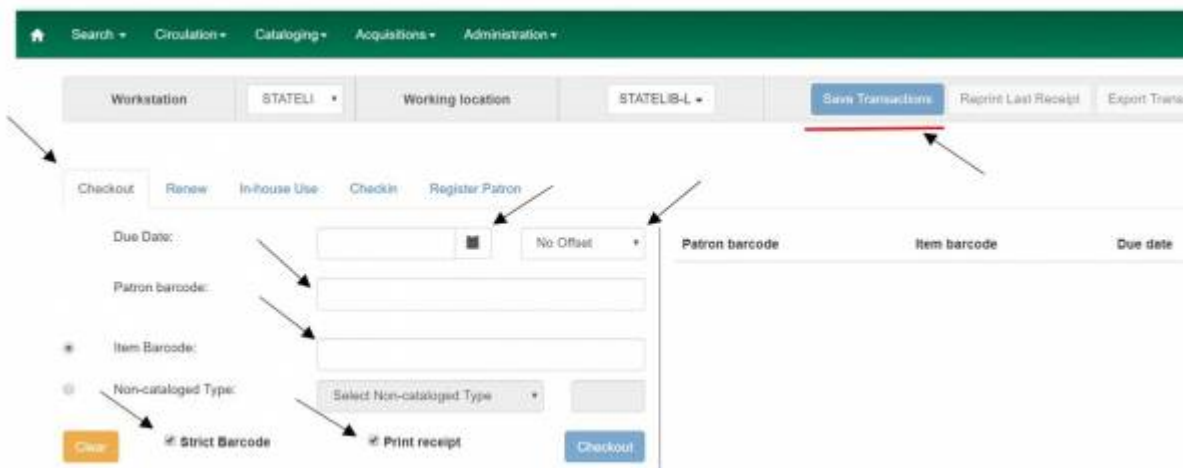 Search Circulation Cataloging Acquisitions Administration
Workstation STATELI Working location STATELIB-L Save Transactions Reprint Last Receipt Export Trans
Checkout Renew In-house Use Checkin Register Patron
Due Date: No Offset Patron barcode Item barcode Due date
Patron barcode:
Item Barcode:
Non-cataloged Type: Select Non-cataloged Type
Clear Strict Barcode Print receipt Checkout